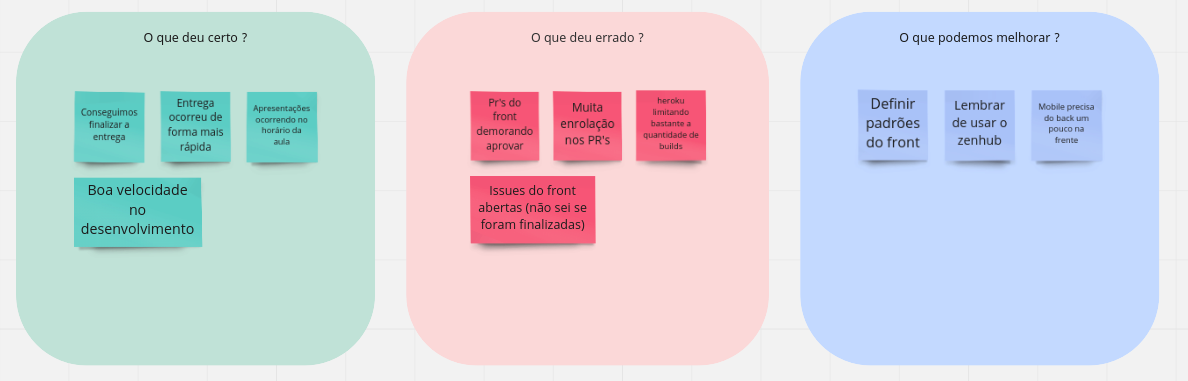 O que deu certo ?
Conseguimos
finalizar a
entrega
Entrega
ocorreu de
forma mais
rápida
Apresentações
ocorrendo no
horário da
aula
Boa velocidade
no
desenvolvimento
O que deu errado ?
Pr's do
front
demorando
aprovar
Muita
enrolação
nos PR's
heroku
limitando
bastante a
quantidade de
builds
Issues do front
abertas (não sei se
foram finalizadas)
O que podemos melhorar ?
Definir
padrões
do front
Lembrar
de usar o
zenhub
Mobile precisa
do back um
pouco na
frente